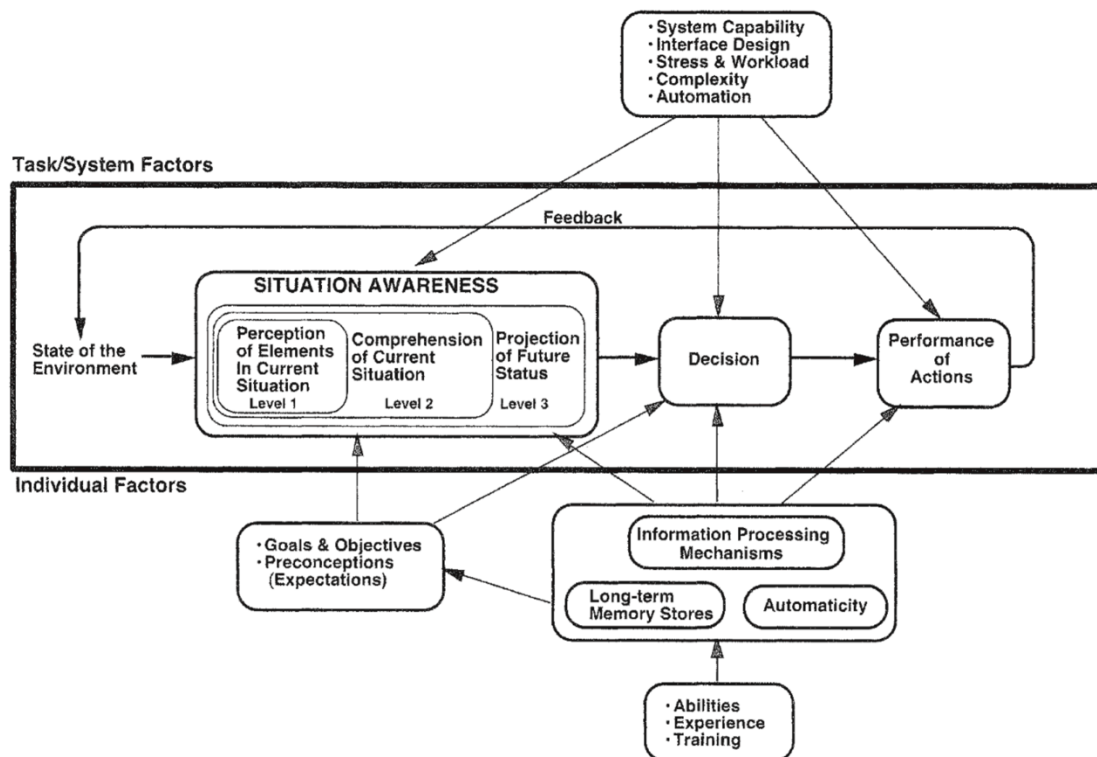 · System Capability
· Interface Design
· Stress & Workload
· Complexity
· Automation
Task/System Factors
Feedback
SITUATION AWARENESS
Perception
of Elements
In Current
Situation
Level 1
Comprehension
of Current
Situation
Level 2
Projection
of Future
Status
Level 3
State of the
Environment
Decision
Performance
of
Actions
Individual Factors
· Goals & Objectives
· Preconceptions
(Expectations)
Information Processing
Mechanisms
Long-term
Memory Stores
Automaticity
· Abilities
· Experience
· Training